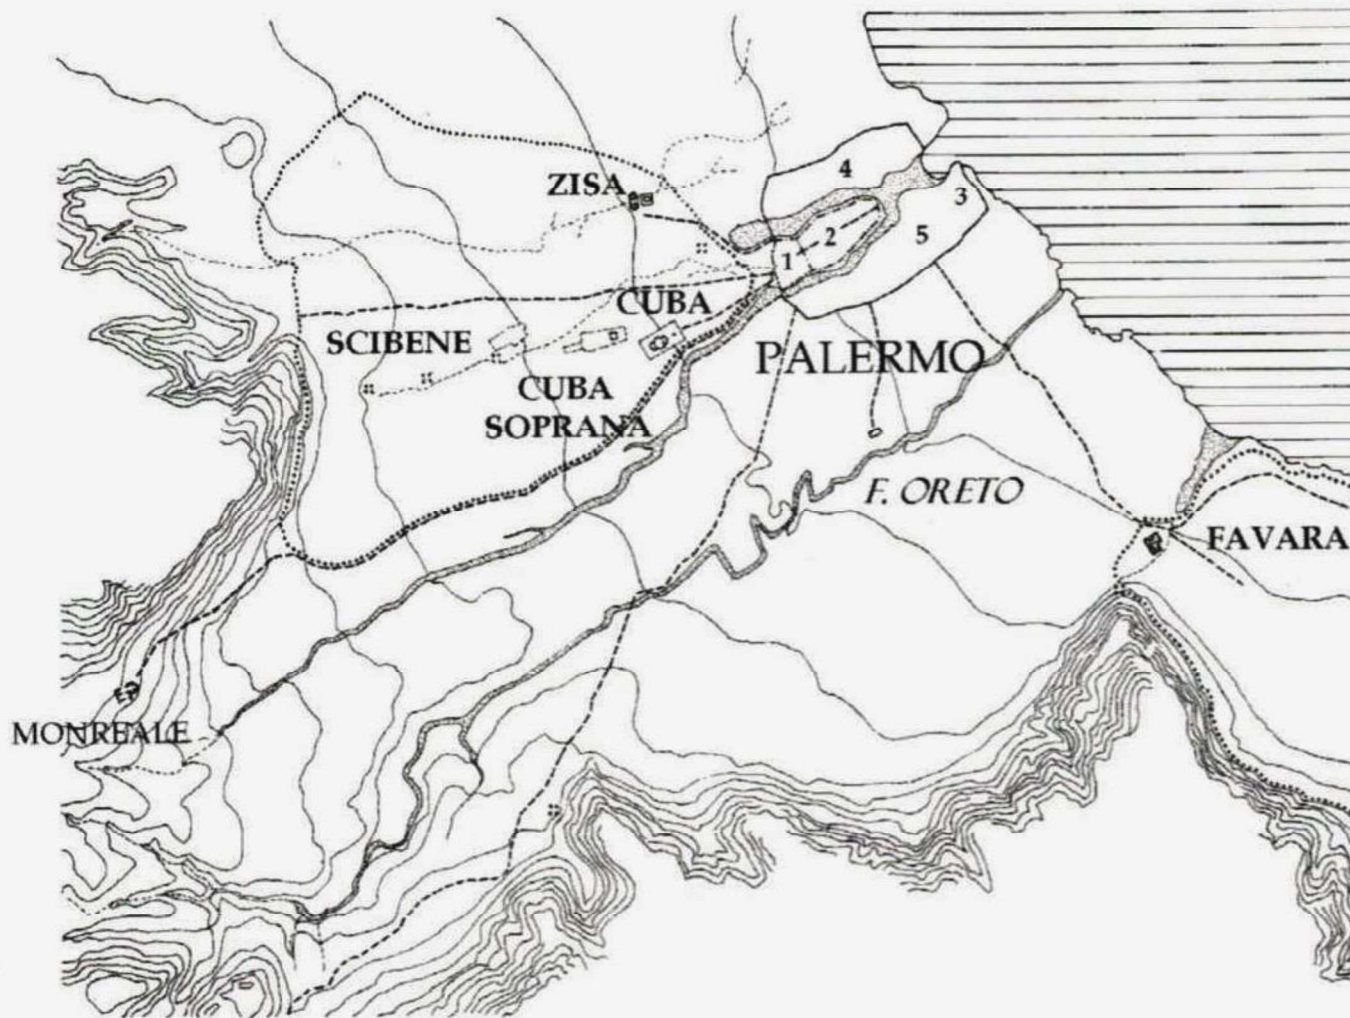 4
ZISA
3
5
2
1
CUBA
SCIBENE
PALERMO
CUBA
SOPRANA
F. ORETO
FAVARA
MONREALE